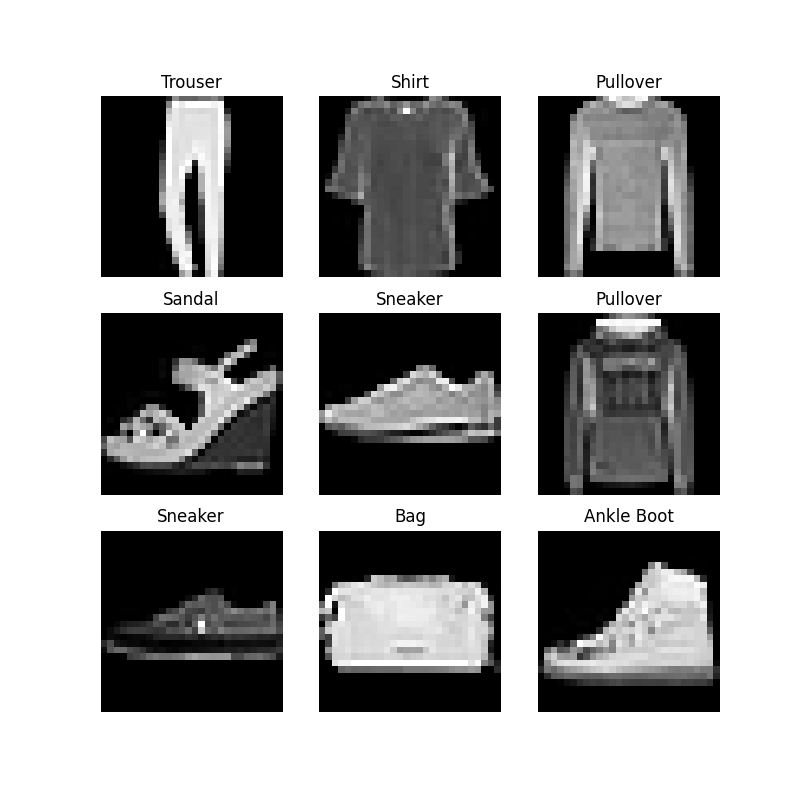 Trouser
Shirt
Pullover
Sandal
Sneaker
Pullover
Sneaker
Bag
Ankle Boot